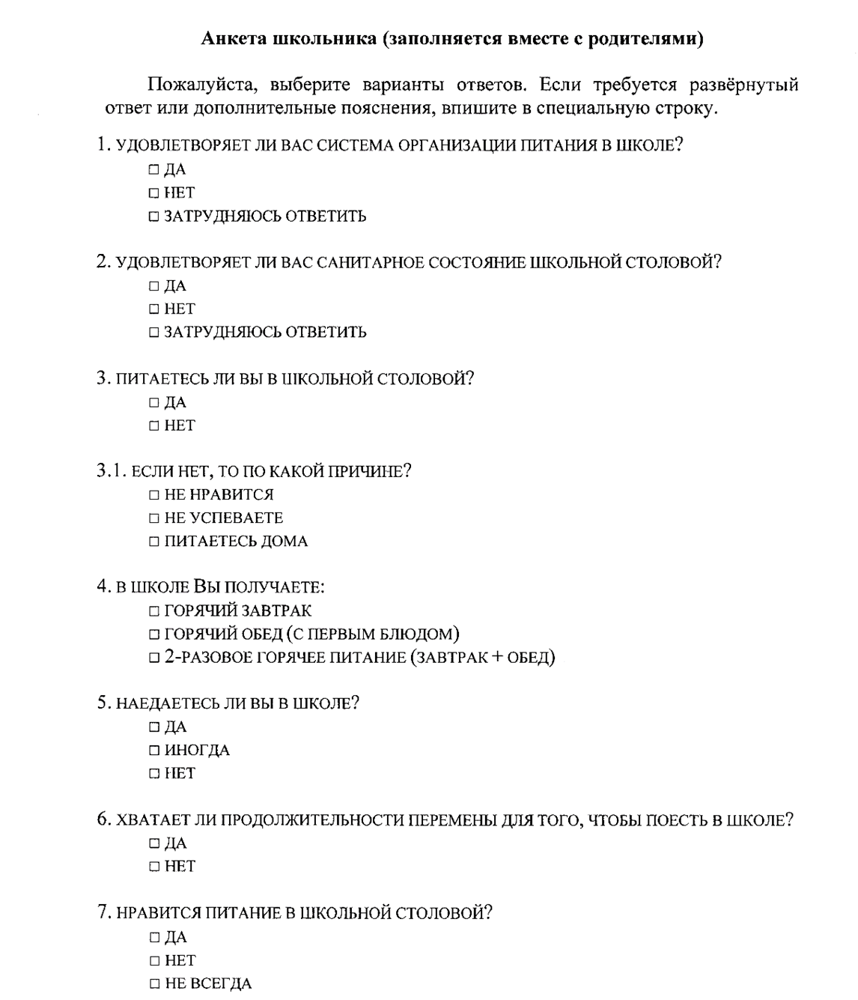 Анкета школьника (заполняется вместе с родителями)
Пожалуйста, выберите варианты ответов. Если требуется развёрнутый
ответ или дополнительные пояснения, впишите в специальную строку.
1. УДОВЛЕТВОРЯЕТ ЛИ ВАС СИСТЕМА ОРГАНИЗАЦИИ ПИТАНИЯ В ШКОЛЕ?
□ ДА
□ НЕТ
□ ЗАТРУДНЯЮСЬ ОТВЕТИТЬ
2. УДОВЛЕТВОРЯЕТ ЛИ ВАС САНИТАРНОЕ СОСТОЯНИЕ ШКОЛЬНОЙ СТОЛОВОЙ?
□ ДА
□ НЕТ
□ ЗАТРУДНЯЮСЬ ОТВЕТИТЬ
3. ПИТАЕТЕСЬ ЛИ ВЫ В ШКОЛЬНОЙ СТОЛОВОЙ?
□ ДА
□ НЕТ
3.1. ЕСЛИ НЕТ, ТО ПО КАКОЙ ПРИЧИНЕ?
□ НЕ НРАВИТСЯ
□ НЕ УСПЕВАЕТЕ
□ ПИТАЕТЕСЬ ДОМА
4. В ШКОЛЕ ВЫ ПОЛУЧАЕТЕ:
□ ГОРЯЧИЙ ЗАВТРАК
□ ГОРЯЧИЙ ОБЕД (С ПЕРВЫМ БЛЮДОМ)
□ 2-РАЗОВОЕ ГОРЯЧЕЕ ПИТАНИЕ (ЗАВТРАК + ОБЕД)
5. НАЕДАЕТЕСЬ ЛИ ВЫ В ШКОЛЕ?
□ ДА
□ ИНОГДА
□ НЕТ
6. ХВАТАЕТ ЛИ ПРОДОЛЖИТЕЛЬНОСТИ ПЕРЕМЕНЫ ДЛЯ ТОГО, ЧТОБЫ ПОЕСТЬ В ШКОЛЕ?
□ ДА
□ НЕТ
7. НРАВИТСЯ ПИТАНИЕ В ШКОЛЬНОЙ СТОЛОВОЙ?
□ ДА
□ НЕТ
□ НЕ ВСЕГДА